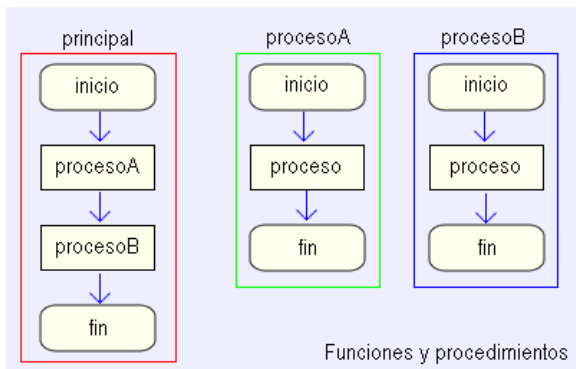 principal
inicio
procesoA
procesoB
fin
procesoA
inicio
proceso
fin
procesoB
inicio
proceso
fin
Funciones y procedimientos